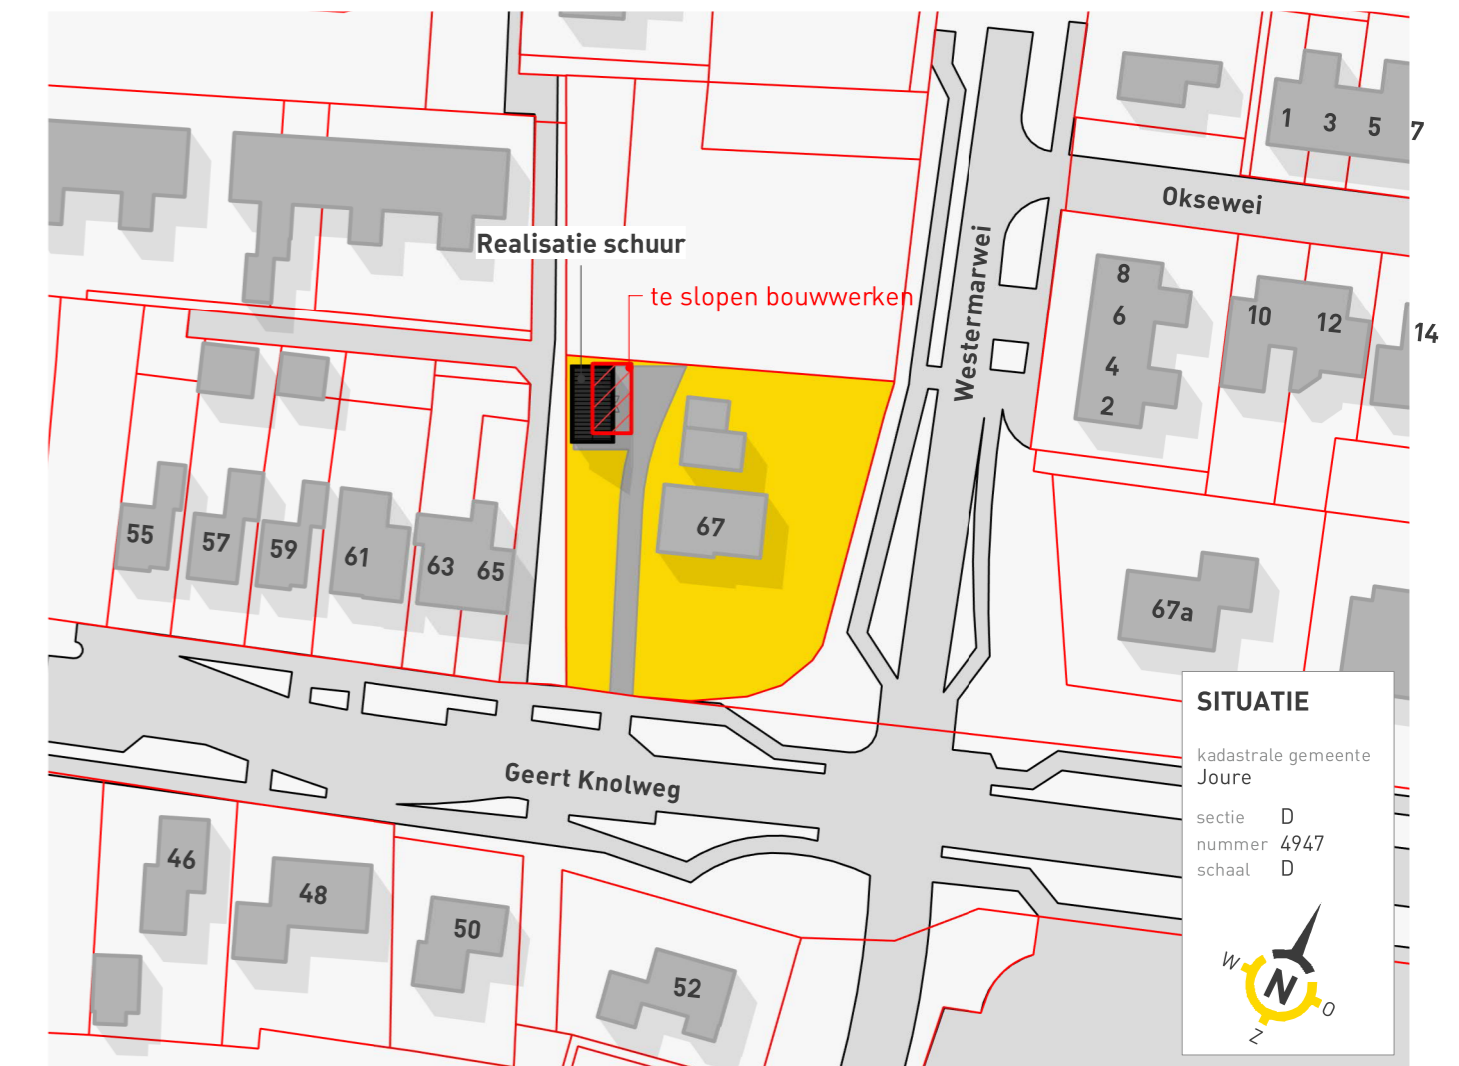 1 3 5 7
Oksewei
Realisatie schuur
te slopen bouwwerken
Westermarwei
8
6
4
2
10 12 14
55 57 59 61 63 65
67
67a
Geert Knolweg
46
48
50
52
SITUATIE
kadastrale gemeente
Joure
sectie D
nummer 4947
schaal D
W
N
O
Z